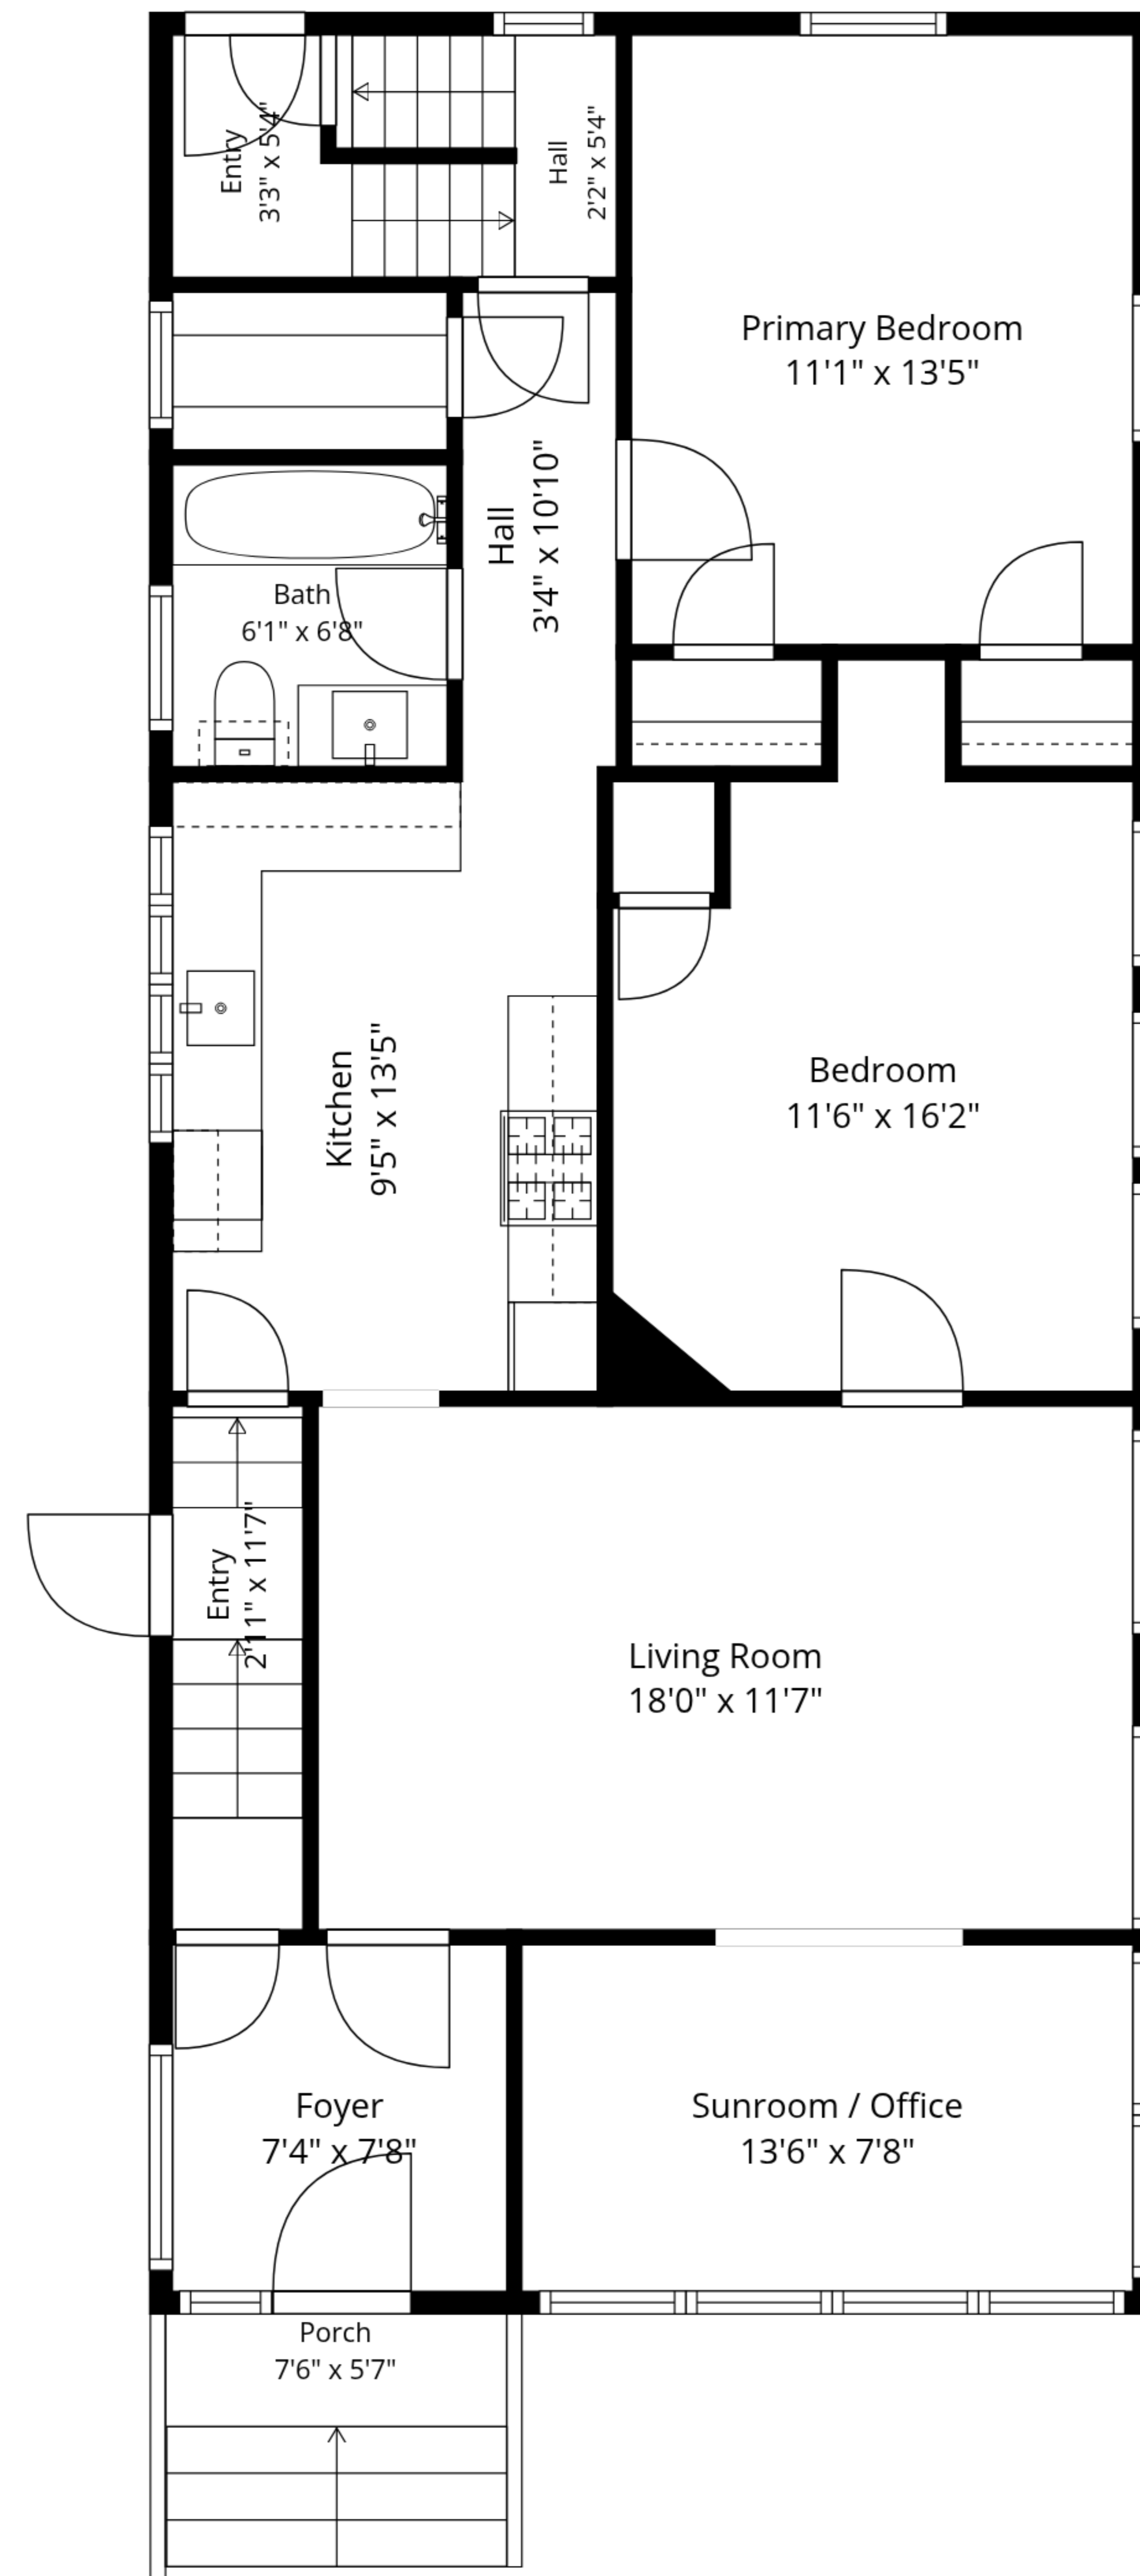 Entry
3'3" x 5'4"
Hall
2'2" x 5'4"
Primary Bedroom
11'1" x 13'5"
Hall
3'4" x 10'10"
Bath
6'1" x 6'8"
Kitchen
9'5" x 13'5"
Bedroom
11'6" x 16'2"
Entry
2'11" x 11'7"
Living Room
18'0" x 11'7"
Foyer
7'4" x 7'8"
Sunroom / Office
13'6" x 7'8"
Porch
7'6" x 5'7"